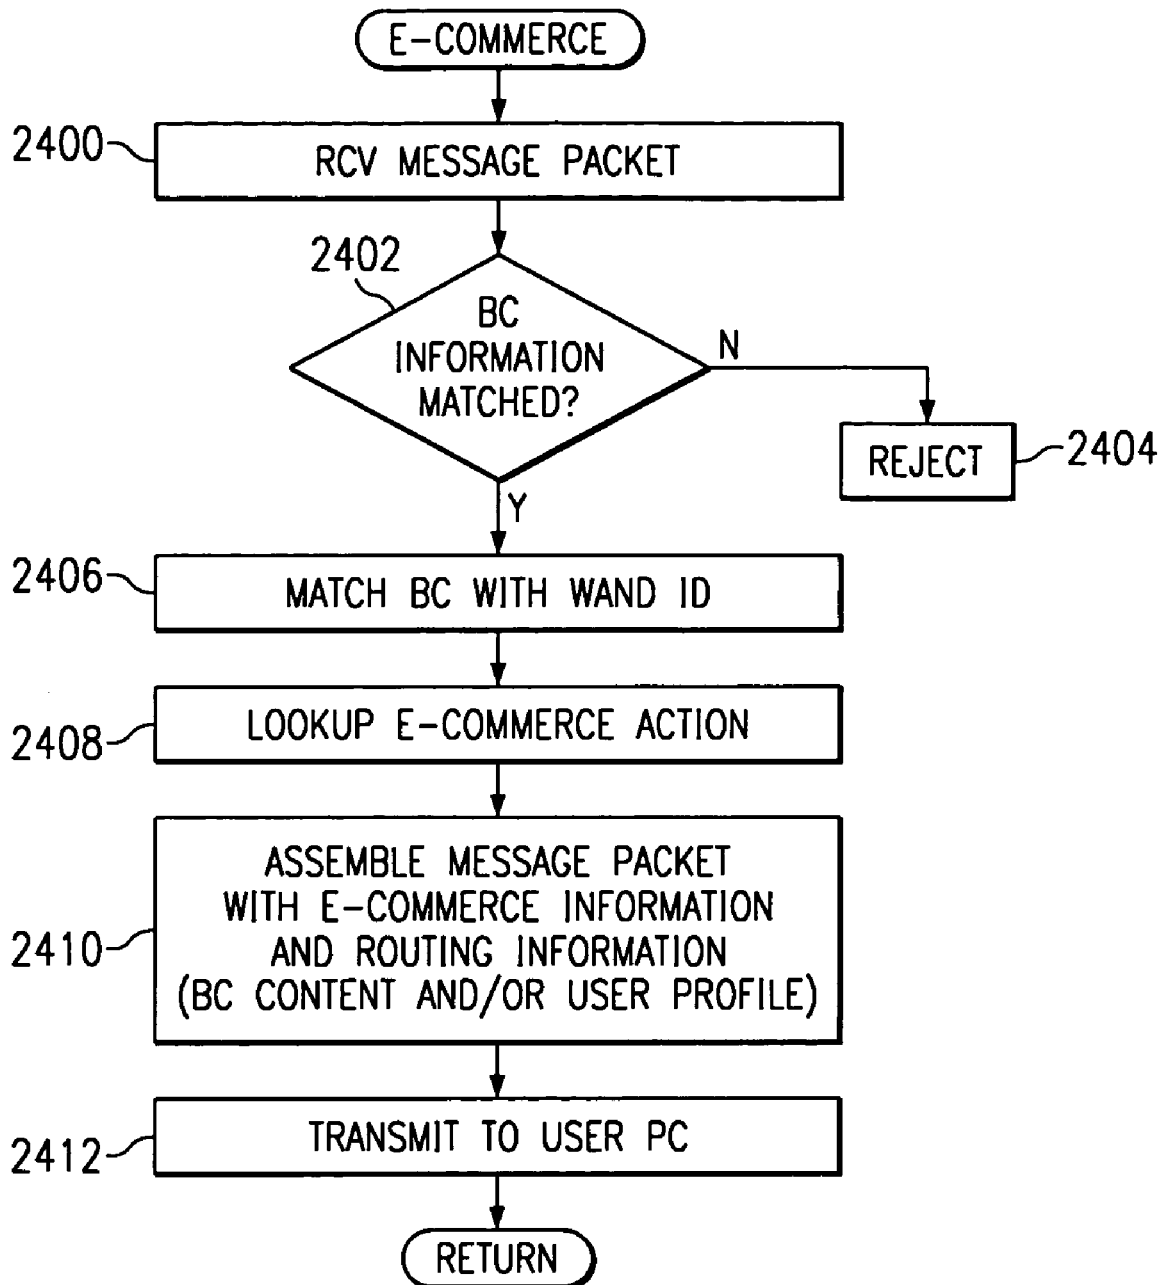 E-COMMERCE
2400
RCV MESSAGE PACKET
2402
BC
INFORMATION
MATCHED?
N
REJECT
2404
Y
2406
MATCH BC WITH WAND ID
2408
LOOKUP E-COMMERCE ACTION
2410
ASSEMBLE MESSAGE PACKET
WITH E-COMMERCE INFORMATION
AND ROUTING INFORMATION
(BC CONTENT AND/OR USER PROFILE)
2412
TRANSMIT TO USER PC
RETURN